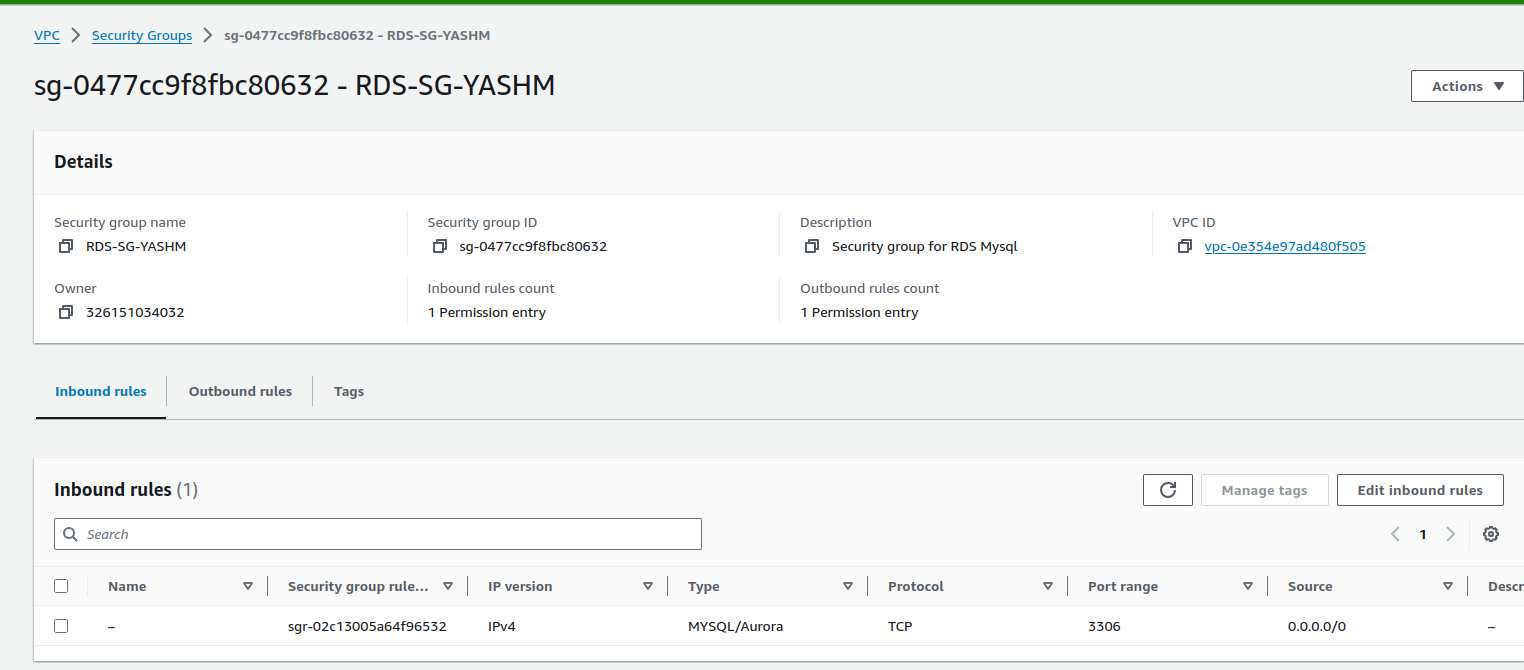 VPC > Security Groups > sg-0477cc9f8fbc80632 - RDS-SG-YASHM
sg-0477cc9f8fbc80632 - RDS-SG-YASHM
Actions
Details
Security group name
RDS-SG-YASHM
Security group ID
sg-0477cc9f8fbc80632
Description
Security group for RDS Mysql
VPC ID
vpc-0e354e97ad480f505
Owner
326151034032
Inbound rules count
1 Permission entry
Outbound rules count
1 Permission entry
Inbound rules Outbound rules Tags
Inbound rules (1)
Manage tags Edit inbound rules
Search
1
Name Security group rule... IP version Type Protocol Port range Source Descr
– sgr-02c13005a64f96532 IPv4 MYSQL/Aurora TCP 3306 0.0.0.0/0 –